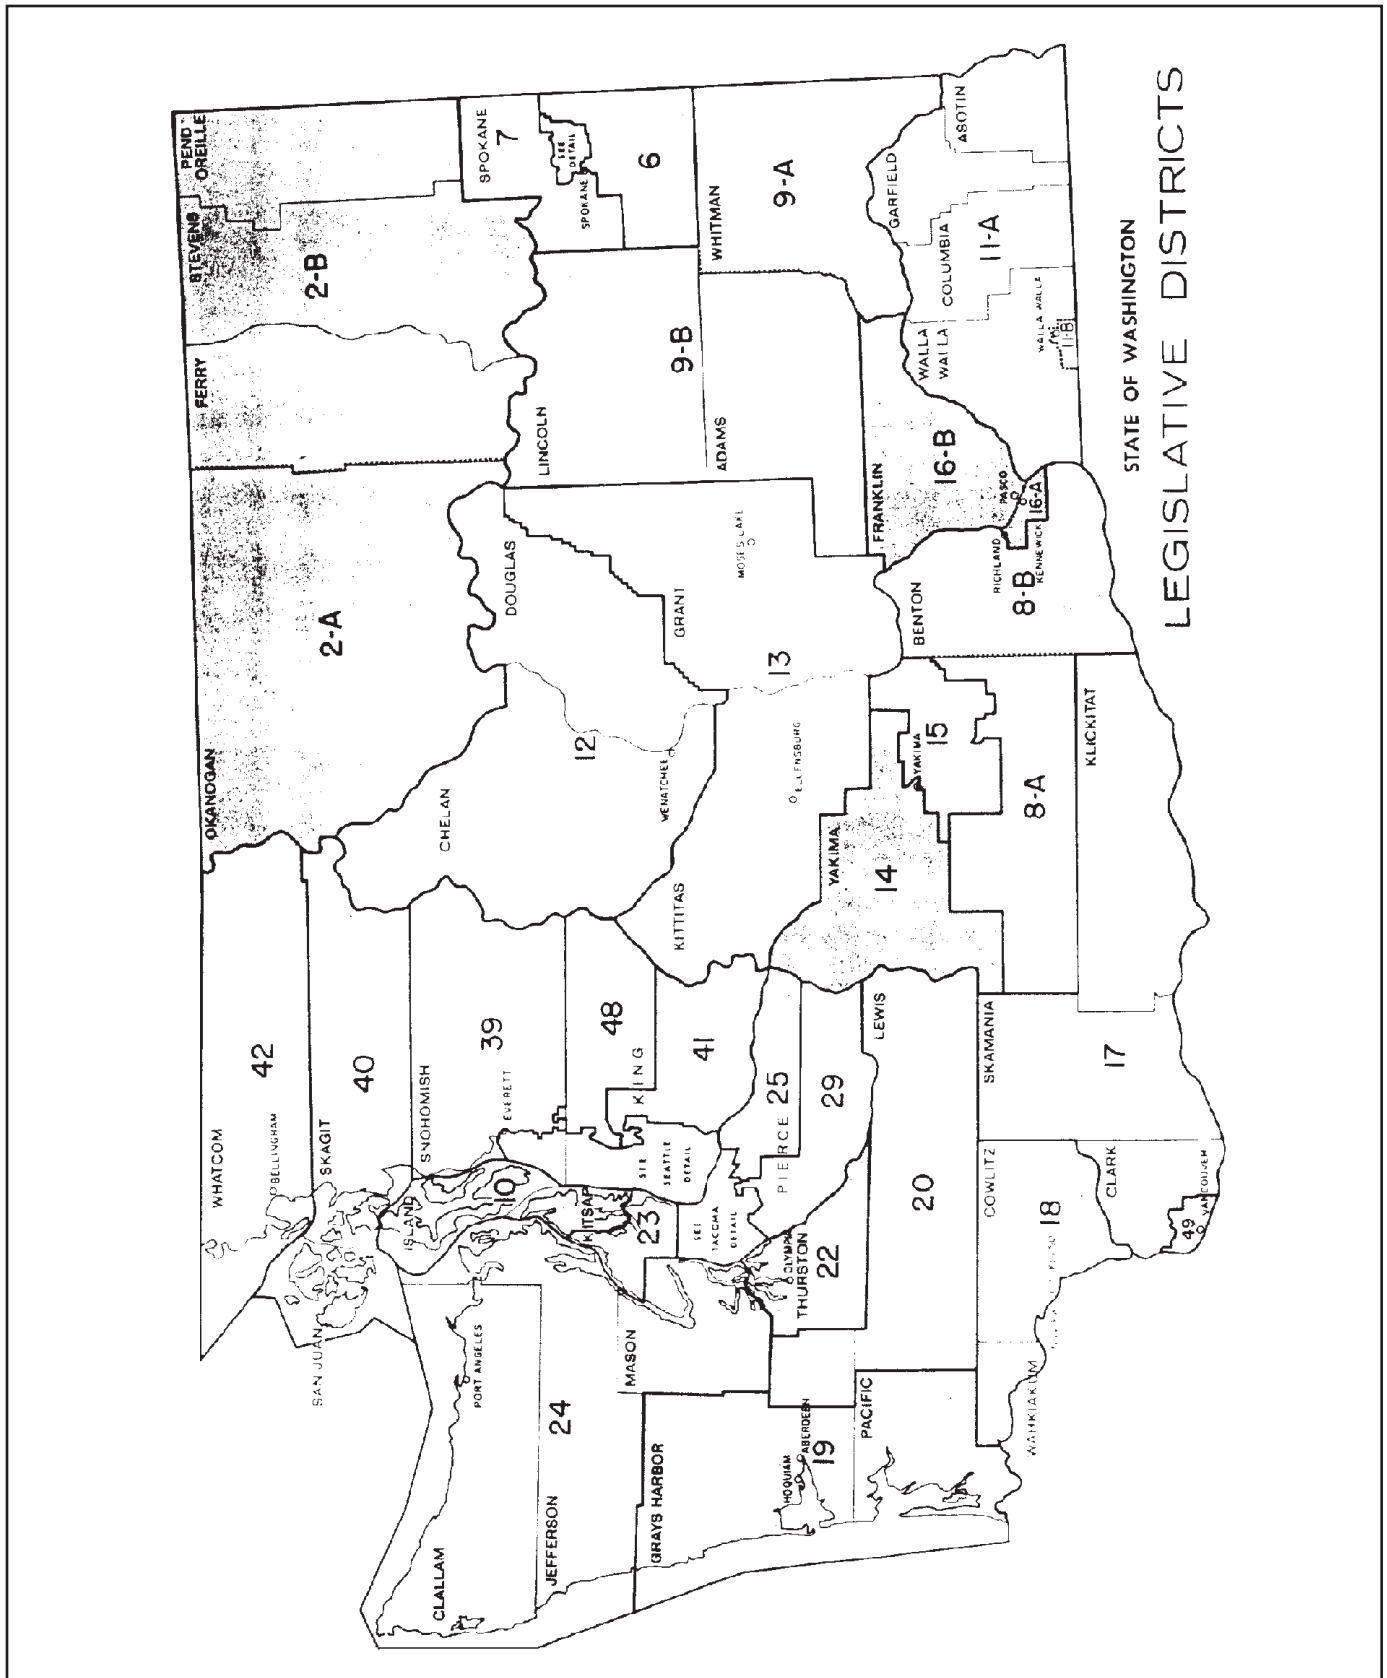 WHATCOM
42
BELLINGHAM
OKANOGAN
2-A
FERRY
STEVENS
2-B
PEND
OREILLE
SAN JUAN
SKAGIT
40
ISLAND
10
SNOHOMISH
39
EVERETT
CHELAN
12
WENATCHEE
DOUGLAS
SPOKANE
7
SEE
DETAIL
SPOKANE
6
CLALLAM
PORT ANGELES
JEFFERSON
24
KITSAP
23
SEE
SEATTLE
DETAIL
KING
48
41
LINCOLN
9-B
ADAMS
GRANT
MOSES LAKE
13
KITTITAS
ELLENSBURG
WHITMAN
9-A
GRAYS HARBOR
HOQUIAM
ABERDEEN
19
MASON
SEE
TACOMA
DETAIL
PIERCE
25
29
OLYMPIA
THURSTON
22
YAKIMA
14
YAKIMA
15
8-A
FRANKLIN
16-B
PASCO
16-A
RICHLAND
KENNEWICK
BENTON
8-B
WALLA
WALLA
COLUMBIA
GARFIELD
11-A
ASOTIN
WALLA WALLA
11-B
PACIFIC
LEWIS
20
WAHKIAKUM
COWLITZ
18
SKAMANIA
17
CLARK
49
VANCOUVER
KLICKITAT
STATE OF WASHINGTON
LEGISLATIVE DISTRICTS